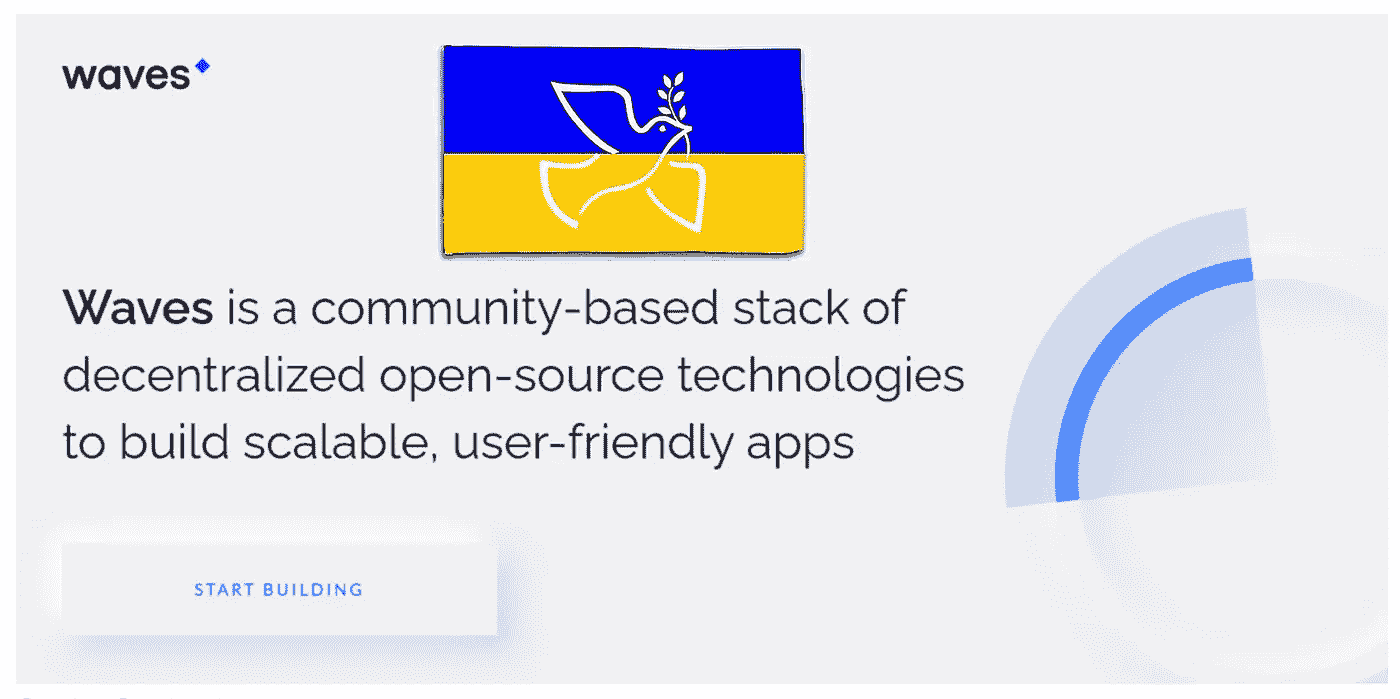 waves
Waves is a community-based stack of
decentralized open-source technologies
to build scalable, user-friendly apps
START BUILDING